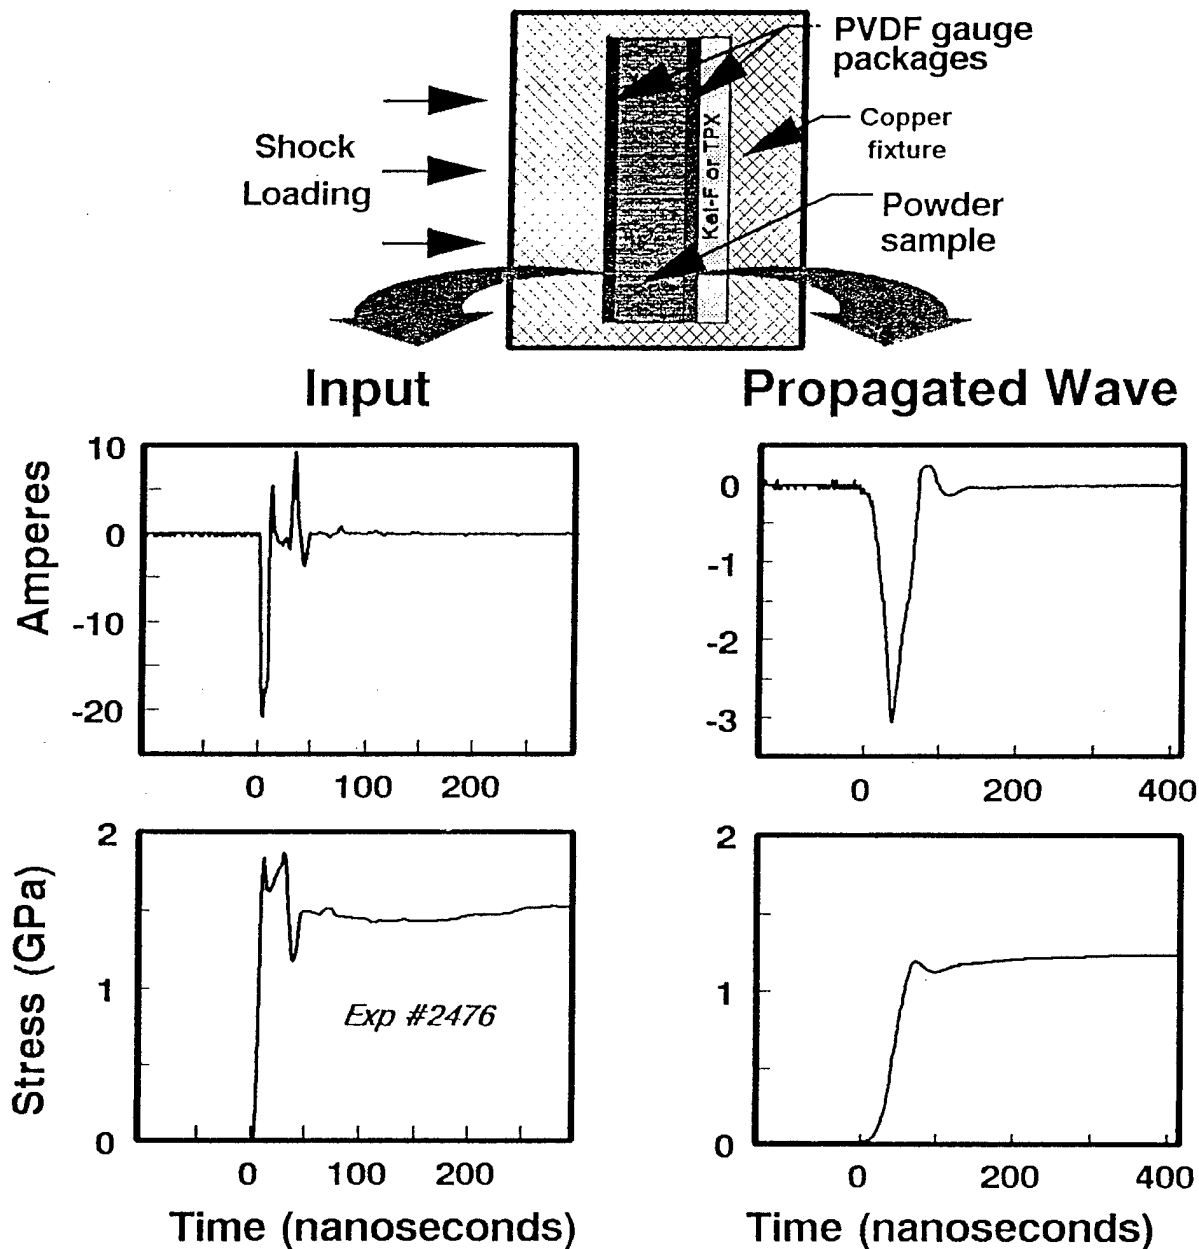 PVDF gauge
packages
Copper
fixture
Shock
Loading
Kel-F or TPX
Powder
sample
Input
Propagated Wave
Amperes
10
0
-10
-20
0 100 200
0
-1
-2
-3
0 200 400
Stress (GPa)
2
1
0
Exp #2476
0 100 200
Time (nanoseconds)
2
1
0
0 200 400
Time (nanoseconds)